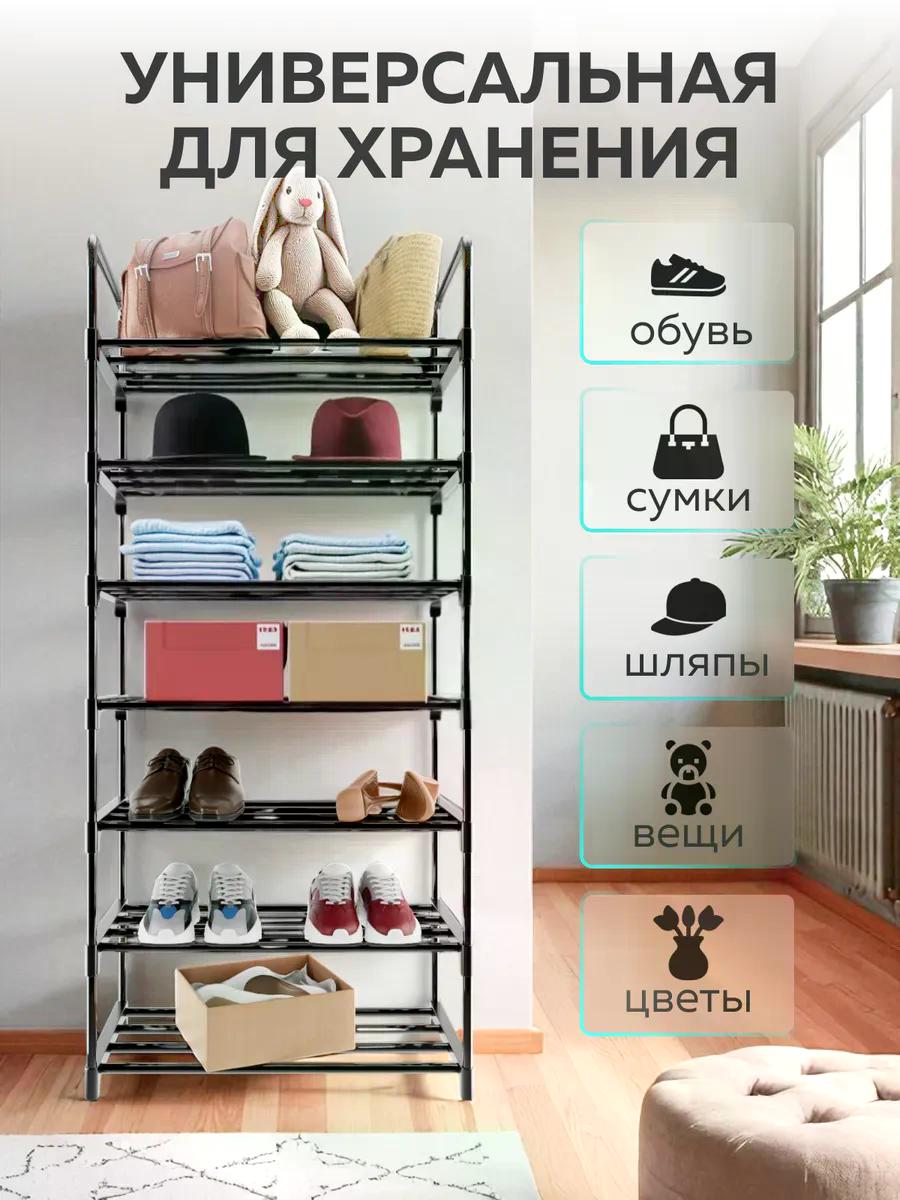 УНИВЕРСАЛЬНАЯ
ДЛЯ ХРАНЕНИЯ
обувь
сумки
шляпы
вещи
цветы